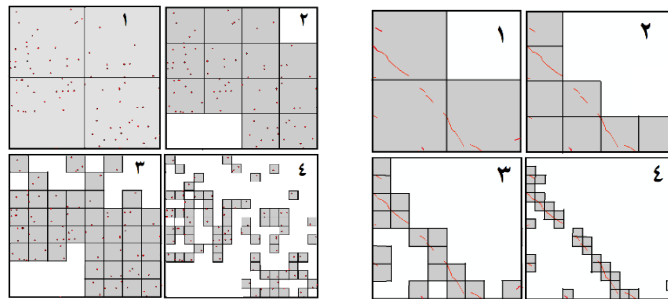 ١ ٢ ١ ٢
٣ ٤ ٣ ٤